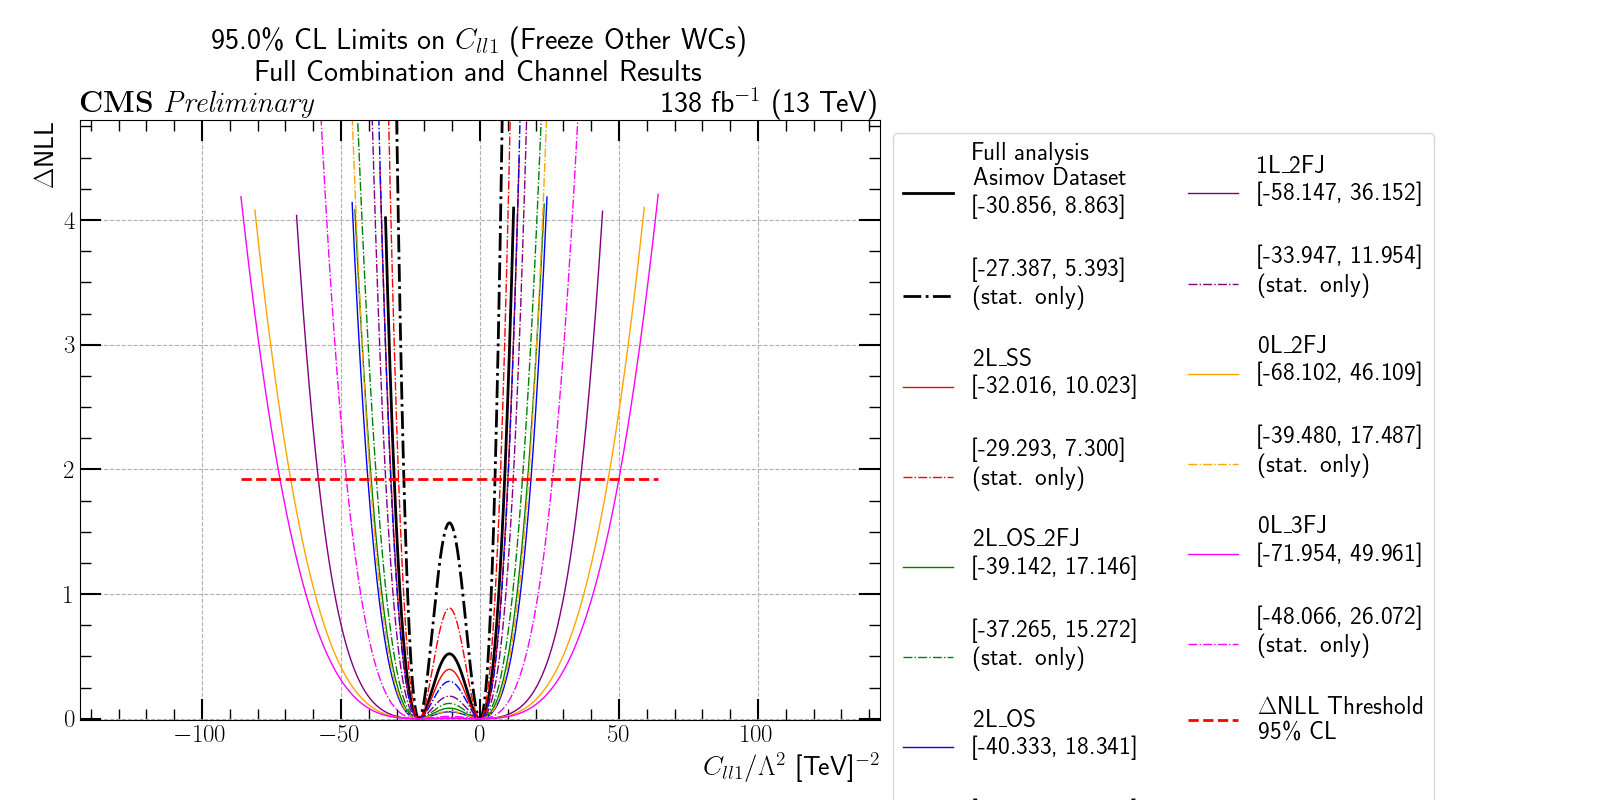 95.0% CL Limits on C_{ll1} (Freeze Other WCs)
Full Combination and Channel Results
CMS Preliminary
138 fb^{-1} (13 TeV)
ΔNLL
4
3
2
1
0
−100
−50
0
50
100
C_{ll1}/Λ^2 [TeV]^{-2}
Full analysis
Asimov Dataset
[-30.856, 8.863]
[-27.387, 5.393]
(stat. only)
2L_SS
[-32.016, 10.023]
[-29.293, 7.300]
(stat. only)
2L_OS_2FJ
[-39.142, 17.146]
[-37.265, 15.272]
(stat. only)
2L_OS
[-40.333, 18.341]
1L_2FJ
[-58.147, 36.152]
[-33.947, 11.954]
(stat. only)
0L_2FJ
[-68.102, 46.109]
[-39.480, 17.487]
(stat. only)
0L_3FJ
[-71.954, 49.961]
[-48.066, 26.072]
(stat. only)
ΔNLL Threshold
95% CL